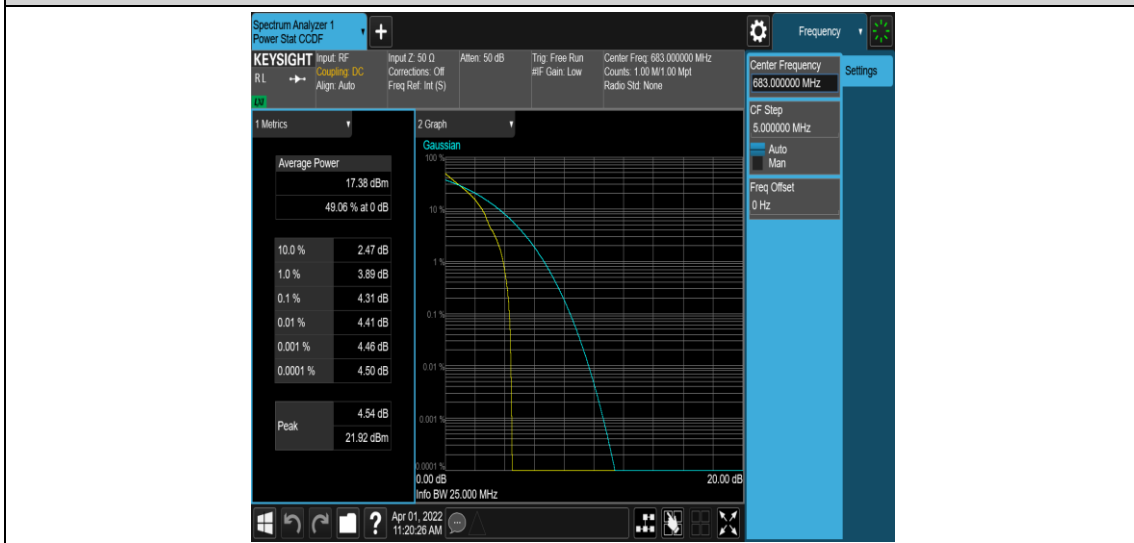 Spectrum Analyzer 1
Power Stat CCDF
+
Frequency
KEYSIGHT
RL
LXI
Input: RF
Coupling: DC
Align: Auto
Input Z: 50 Ω
Corrections: Off
Freq Ref: Int (S)
Atten: 50 dB
Trig: Free Run
#IF Gain: Low
Center Freq: 683.000000 MHz
Counts: 1.00 M/1.00 Mpt
Radio Std: None
Center Frequency
683.000000 MHz
Settings
CF Step
5.000000 MHz
Auto
Man
Freq Offset
0 Hz
1 Metrics
Average Power
17.38 dBm
49.06 % at 0 dB
10.0 % 2.47 dB
1.0 % 3.89 dB
0.1 % 4.31 dB
0.01 % 4.41 dB
0.001 % 4.46 dB
0.0001 % 4.50 dB
Peak 4.54 dB
21.92 dBm
2 Graph
Gaussian
100 %
10 %
1 %
0.1 %
0.01 %
0.001 %
0.0001 %
0.00 dB 20.00 dB
Info BW 25.000 MHz
?
Apr 01, 2022
11:20:26 AM